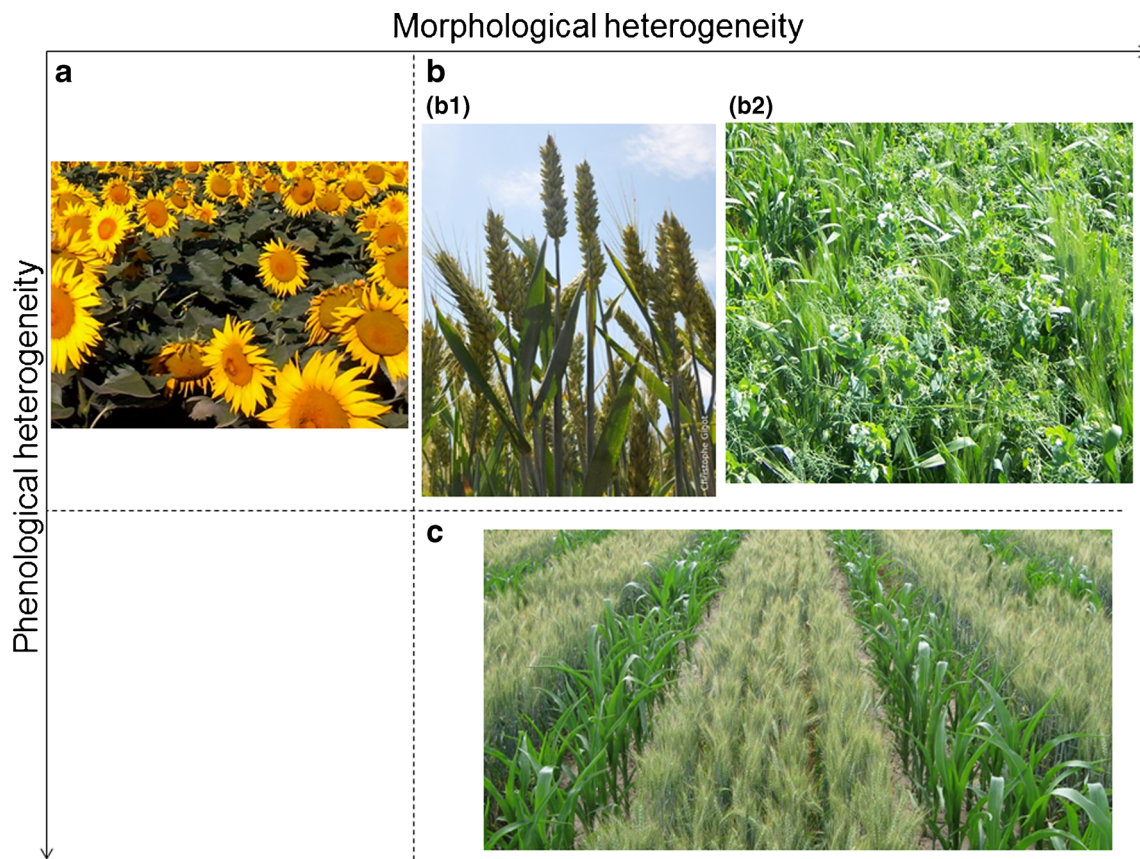 Morphological heterogeneity
Phenological heterogeneity
a
b
(b1)
(b2)
Christophe Gigot
c